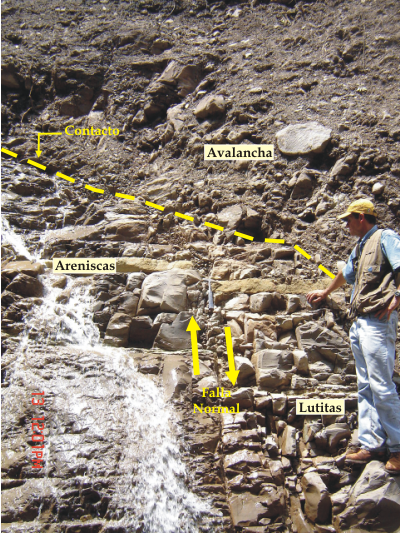 Contacto
Avalancha
Areniscas
Falla
Normal
Lutitas